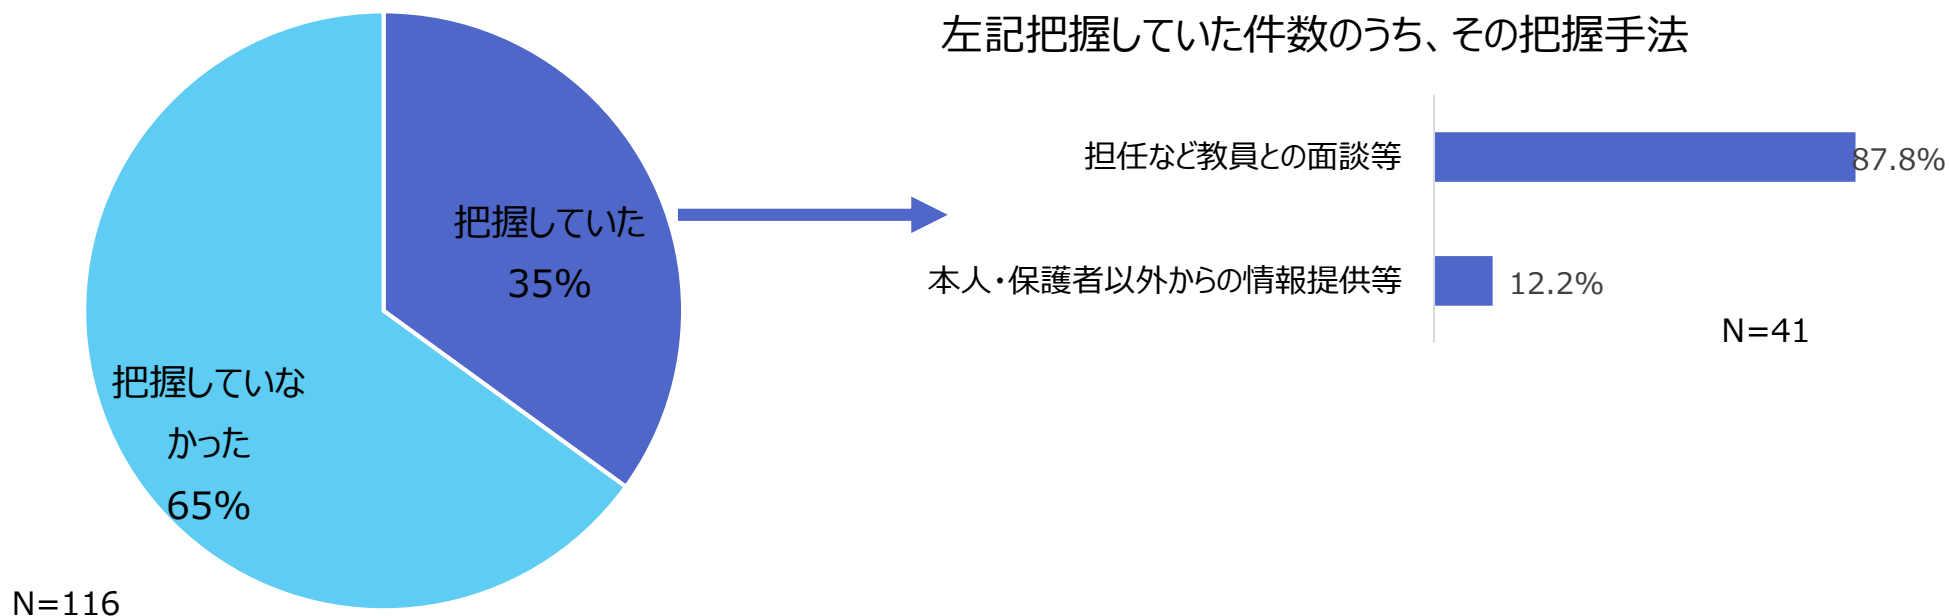 左記把握していた件数のうち、その把握手法
把握していた
35%
把握していな
かった
65%
N=116
担任など教員との面談等
87.8%
本人・保護者以外からの情報提供等
12.2%
N=41